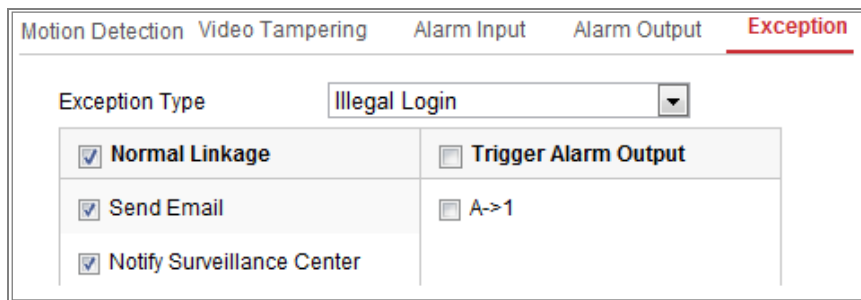 Motion Detection Video Tampering Alarm Input Alarm Output Exception
Exception Type Illegal Login
Normal Linkage Trigger Alarm Output
Send Email A->1
Notify Surveillance Center